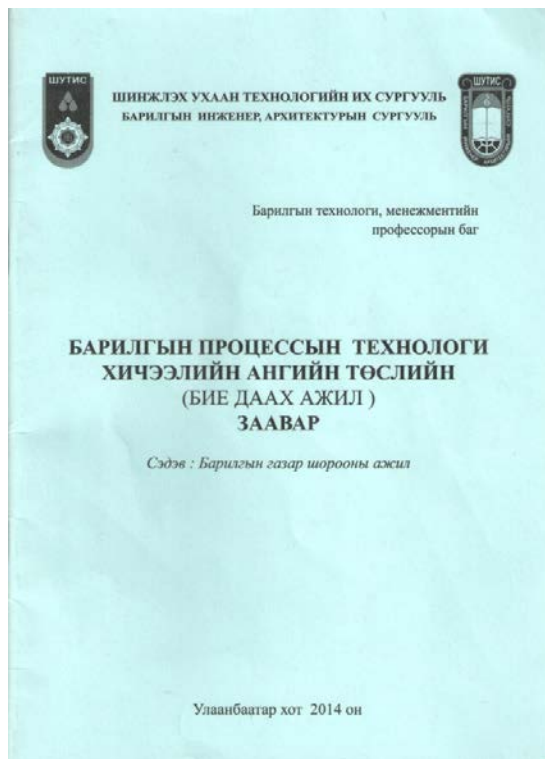 ШУТИС
ШУТИС
ШИНЖЛЭХ УХААН ТЕХНОЛОГИЙН ИХ СУРГУУЛЬ
БАРИЛГЫН ИНЖЕНЕР, АРХИТЕКТУРЫН СУРГУУЛЬ
Барилгын технологи, менежментийн
профессорын баг
БАРИЛГЫН ПРОЦЕССЫН ТЕХНОЛОГИ
ХИЧЭЭЛИЙН АНГИЙН ТӨСЛИЙН
(БИЕ ДААХ АЖИЛ )
ЗААВАР
Сэдэв : Барилгын газар шорооны ажил
Улаанбаатар хот 2014 он